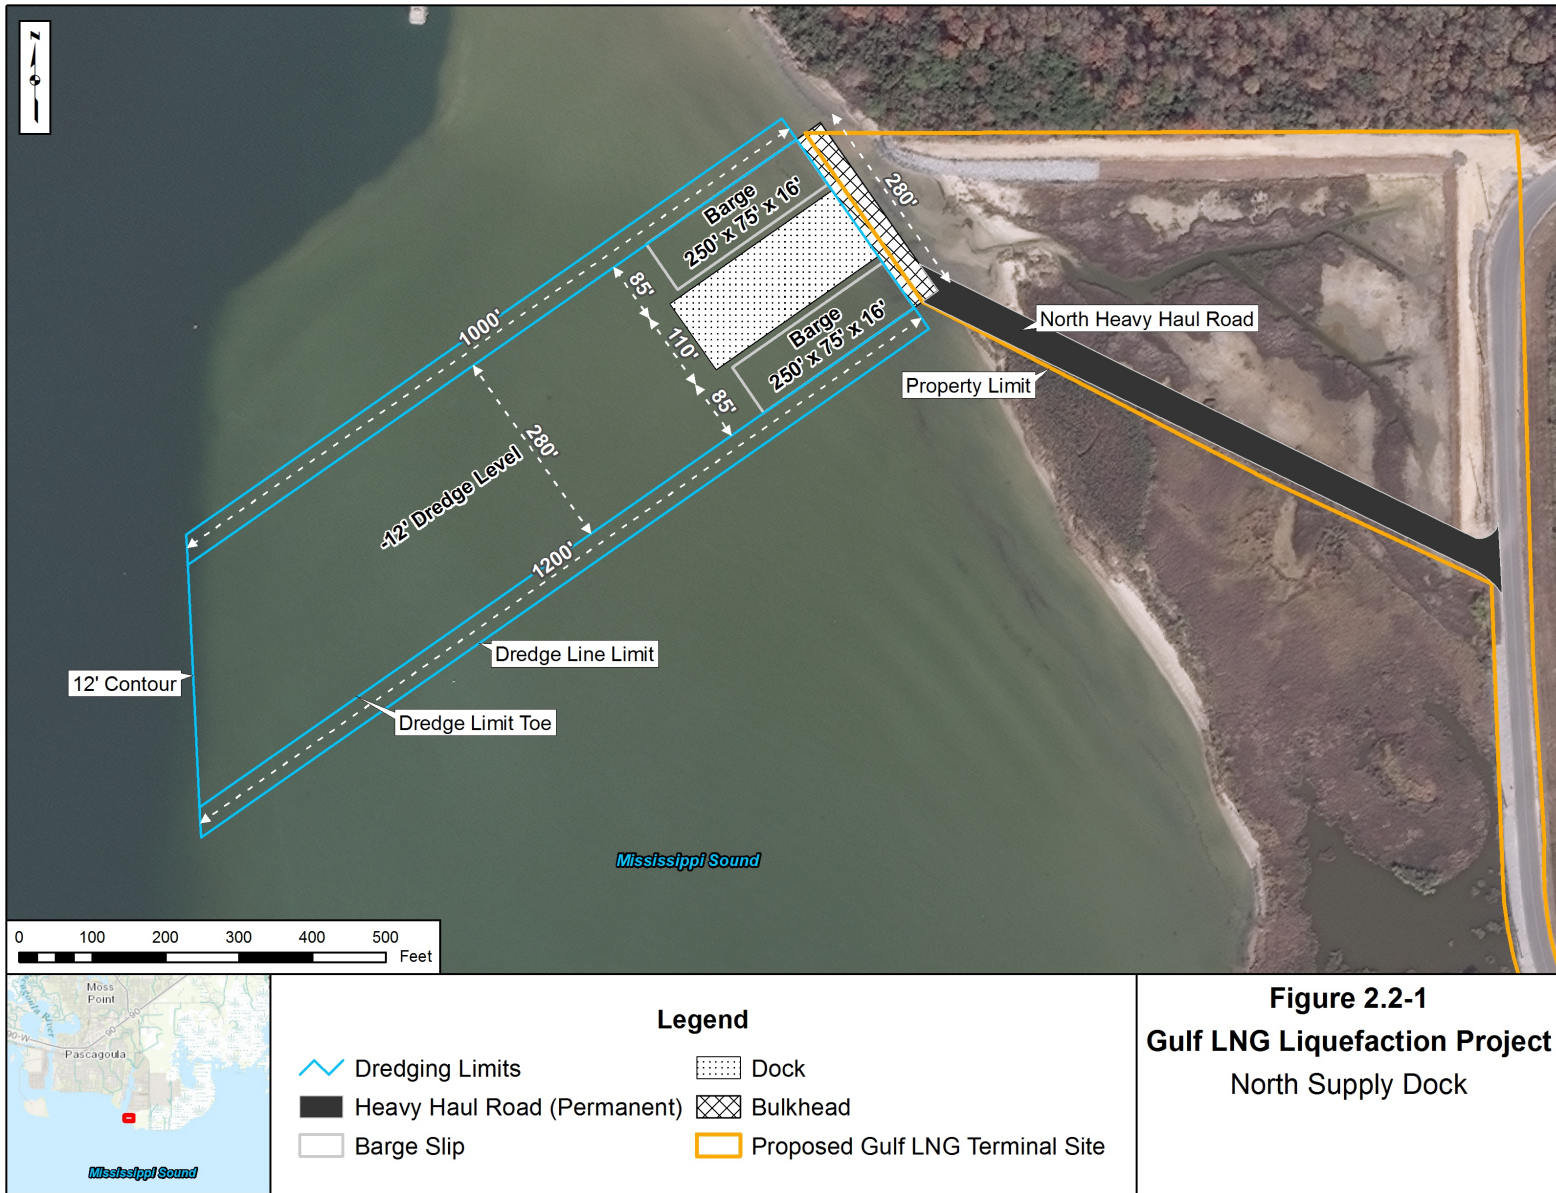 N
280'
Barge
250' x 75' x 16'
85'
1000'
110'
Barge
250' x 75' x 16'
North Heavy Haul Road
Property Limit
85'
280'
-12' Dredge Level
1200'
Dredge Line Limit
12' Contour
Dredge Limit Toe
Mississippi Sound
0 100 200 300 400 500
Feet
Moss
Point
90
90
90-W
Pascagoula
Mississippi Sound
Legend
Dredging Limits
Heavy Haul Road (Permanent)
Barge Slip
Dock
Bulkhead
Proposed Gulf LNG Terminal Site
Figure 2.2-1
Gulf LNG Liquefaction Project
North Supply Dock